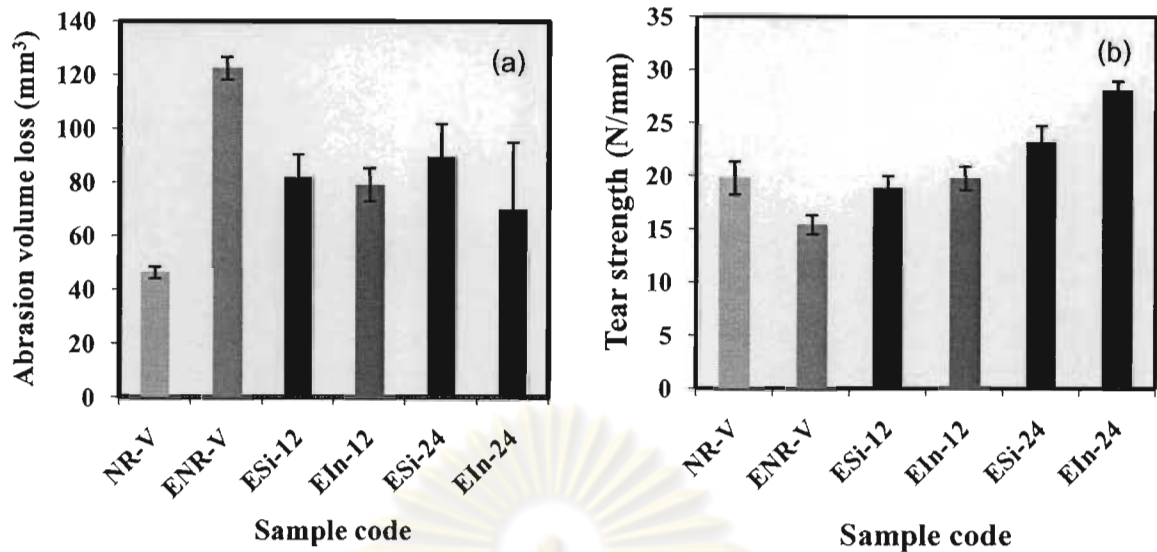 Abrasion volume loss (mm³)
140
120
100
80
60
40
20
0
(a)
NR-V
ENR-V
ESi-12
EIn-12
ESi-24
EIn-24
Sample code
Tear strength (N/mm)
35
30
25
20
15
10
5
0
(b)
NR-V
ENR-V
ESi-12
EIn-12
ESi-24
EIn-24
Sample code